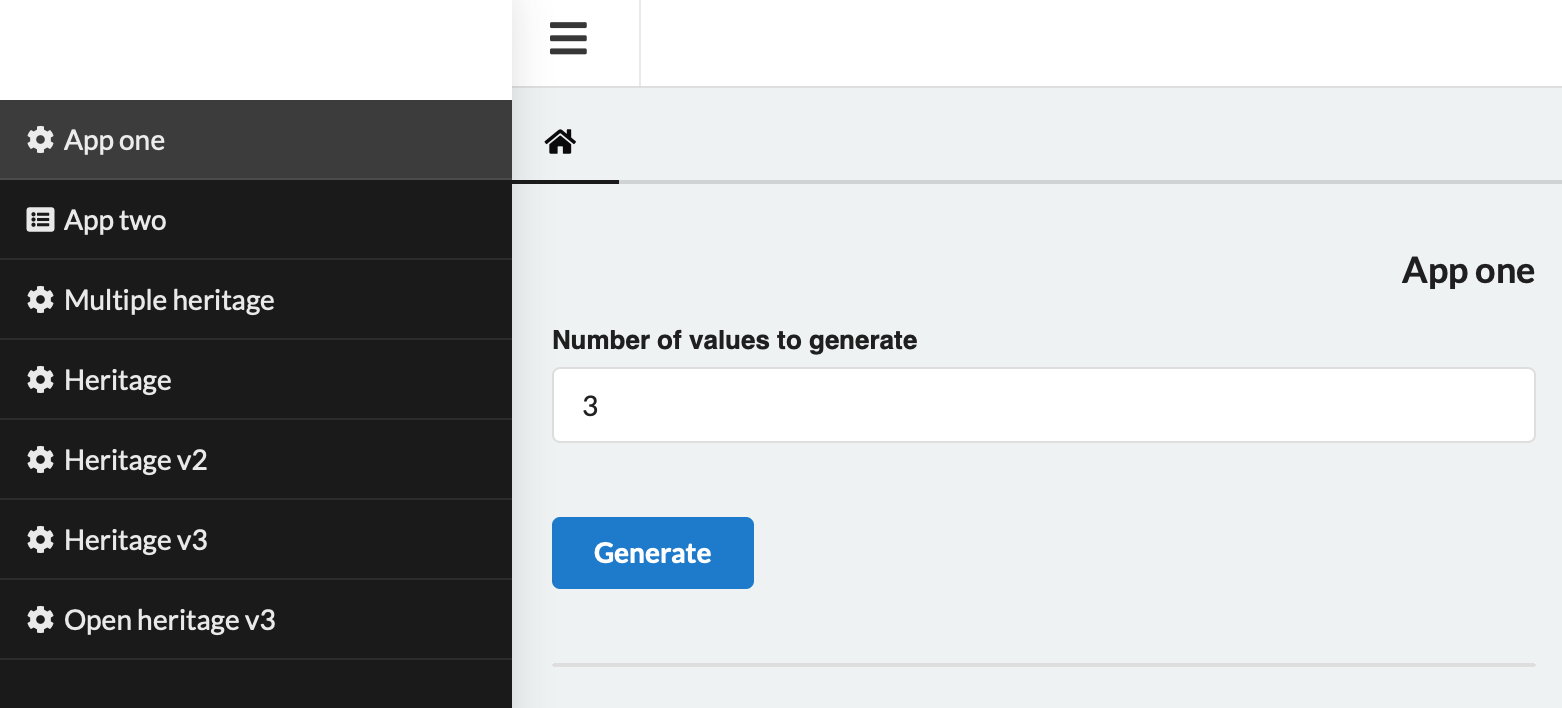 App one
App two
Multiple heritage
Heritage
Heritage v2
Heritage v3
Open heritage v3
App one
Number of values to generate
3
Generate